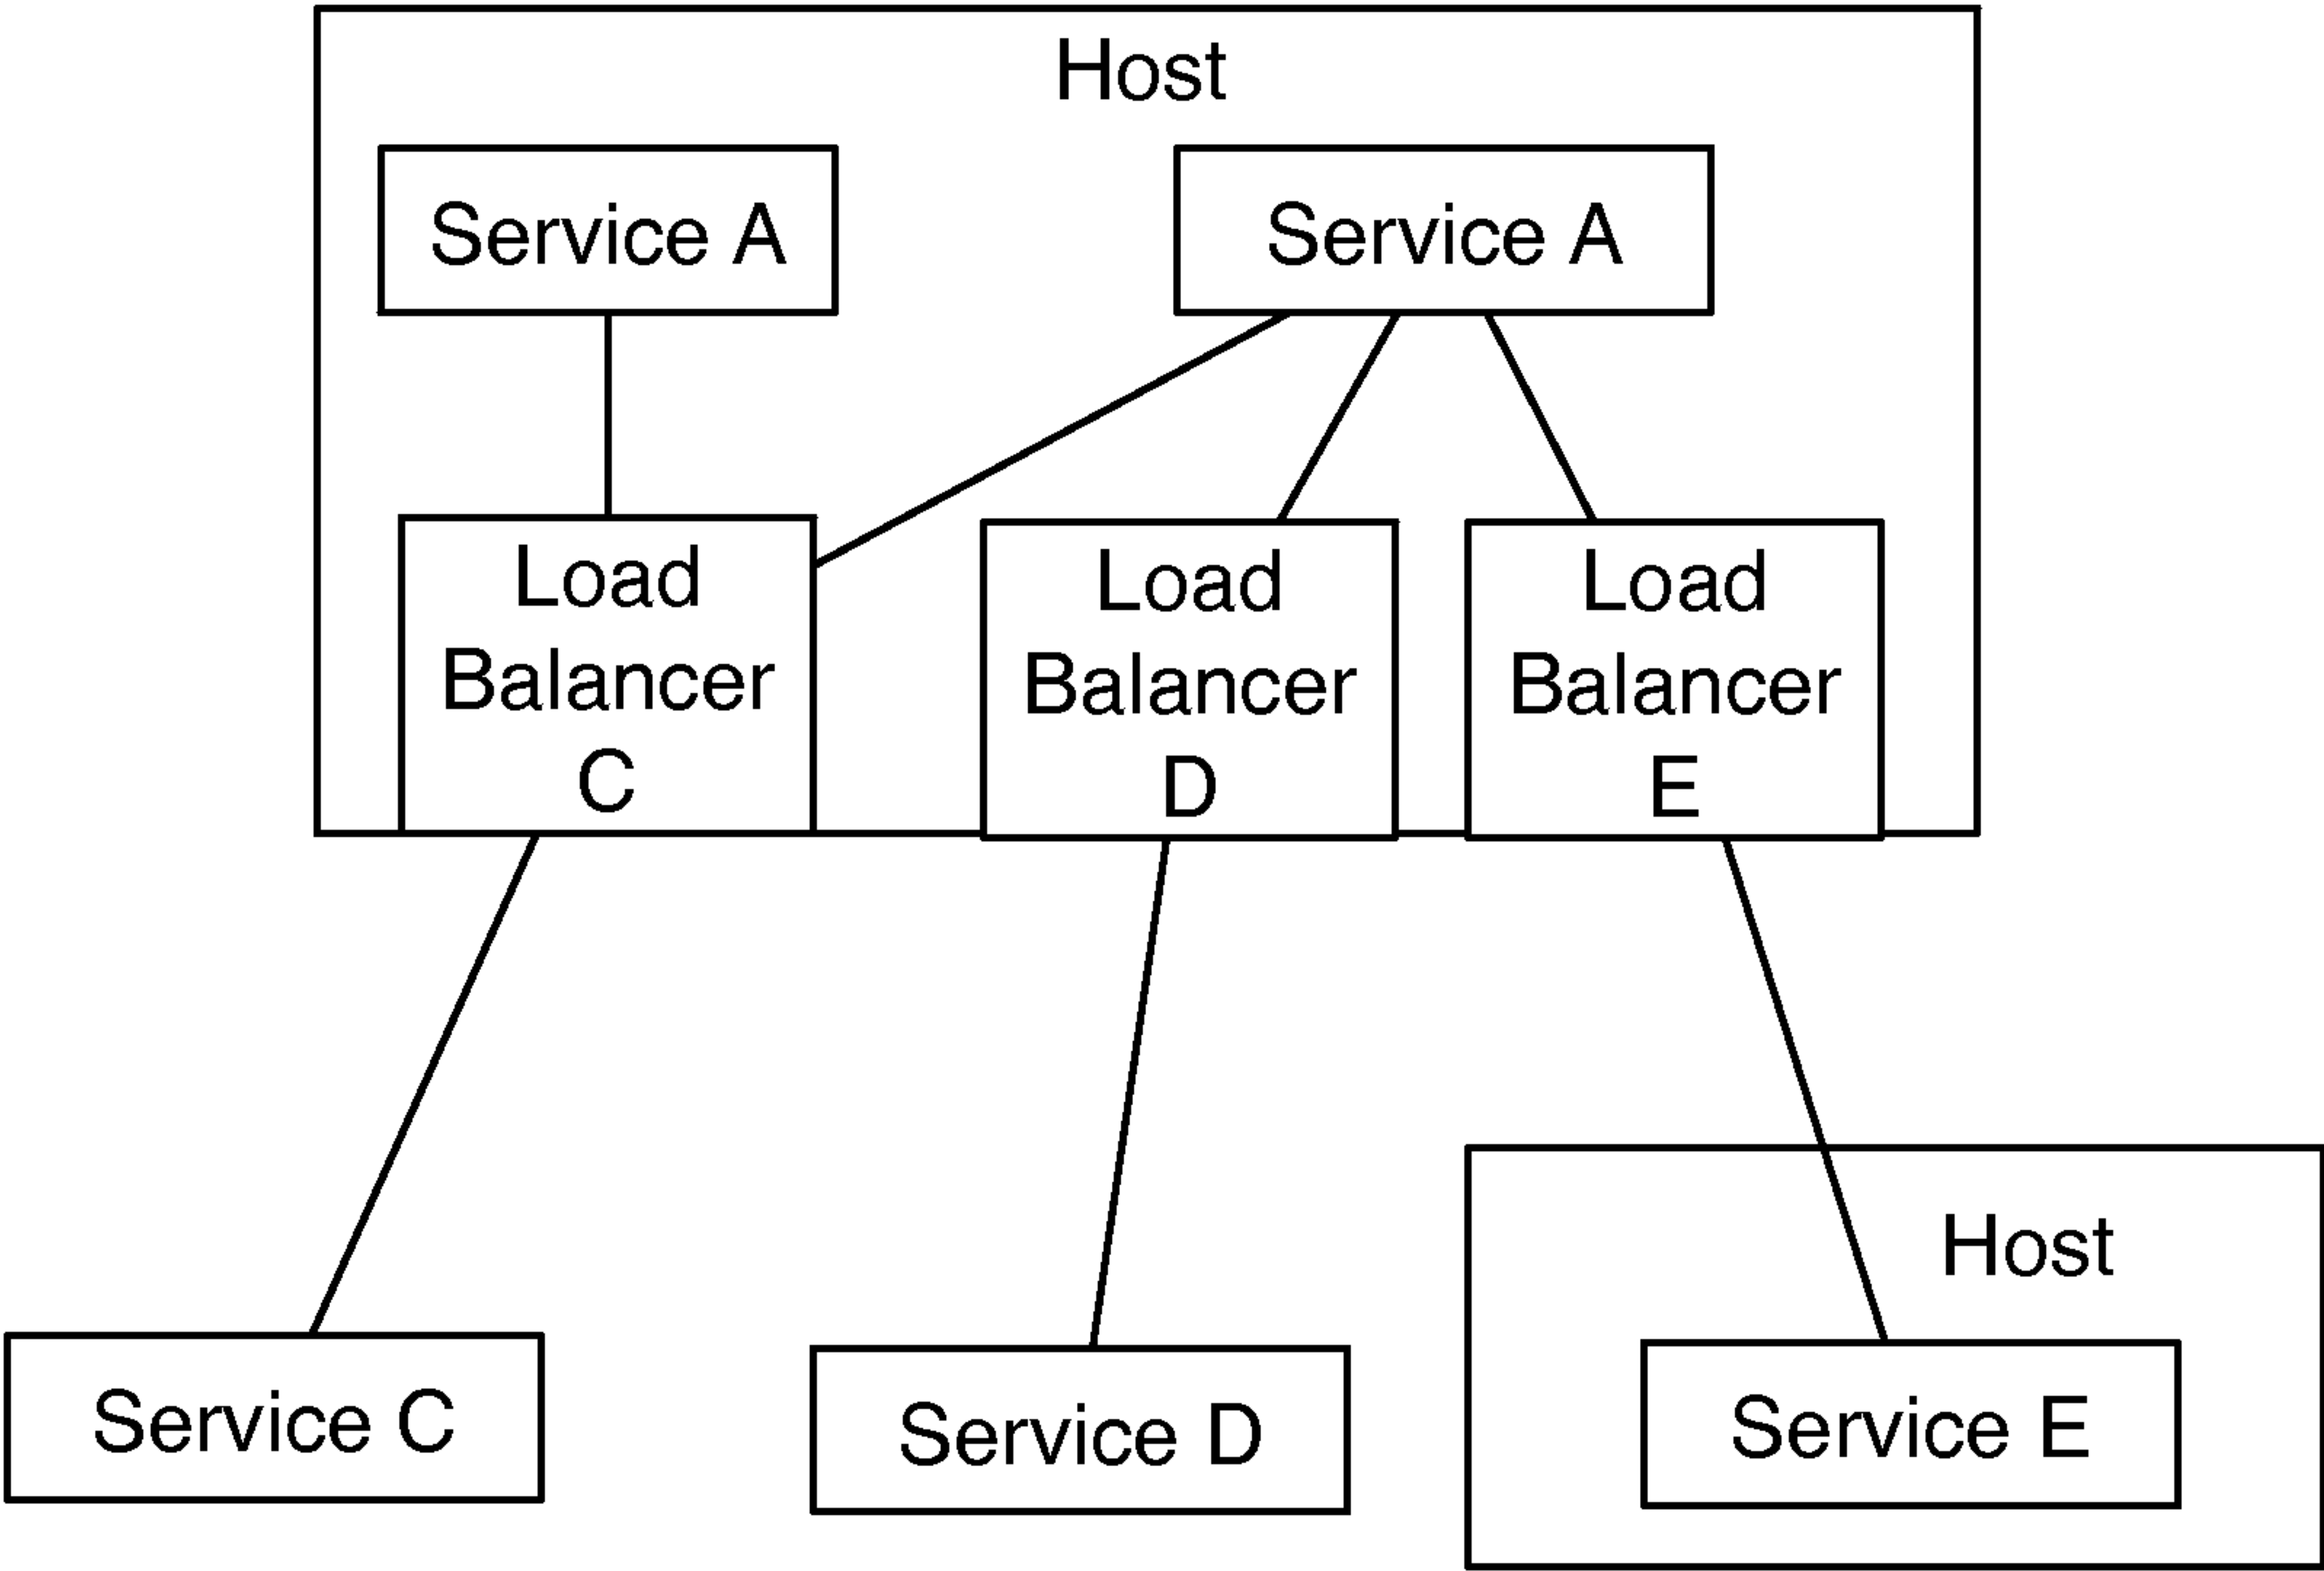 Host
Service A
Service A
Load
Balancer
C
Load
Balancer
D
Load
Balancer
E
Host
Service C
Service D
Service E